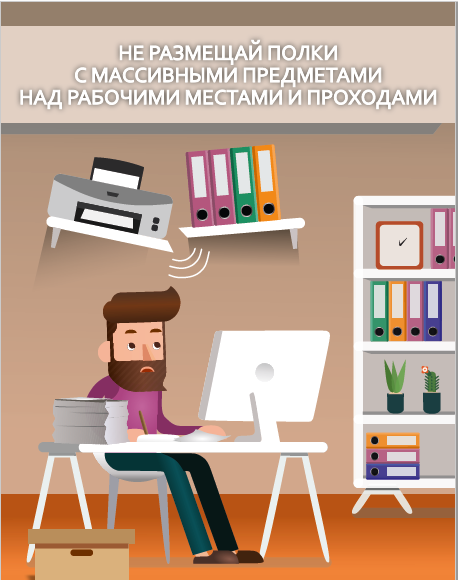 НЕ РАЗМЕЩАЙ ПОЛКИ
С МАССИВНЫМИ ПРЕДМЕТАМИ
НАД РАБОЧИМИ МЕСТАМИ И ПРОХОДАМИ